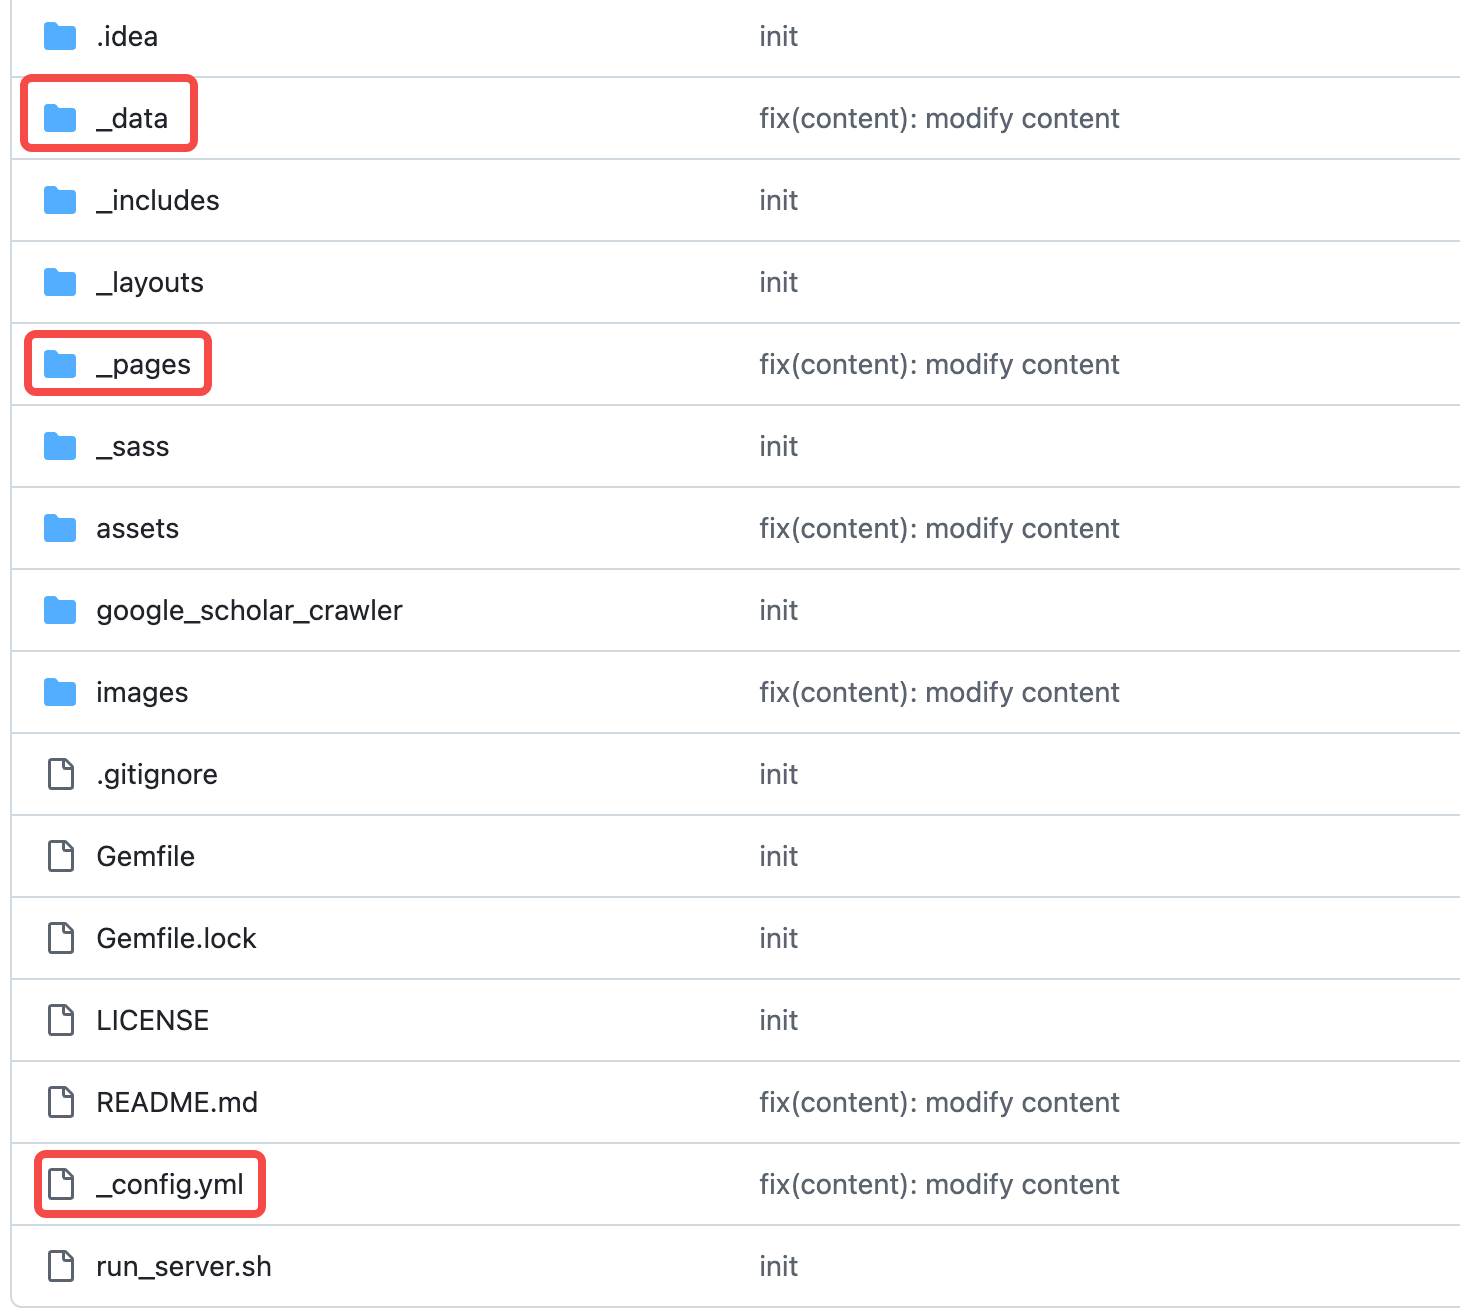 .idea init
_data fix(content): modify content
_includes init
_layouts init
_pages fix(content): modify content
_sass init
assets fix(content): modify content
google_scholar_crawler init
images fix(content): modify content
.gitignore init
Gemfile init
Gemfile.lock init
LICENSE init
README.md fix(content): modify content
_config.yml fix(content): modify content
run_server.sh init